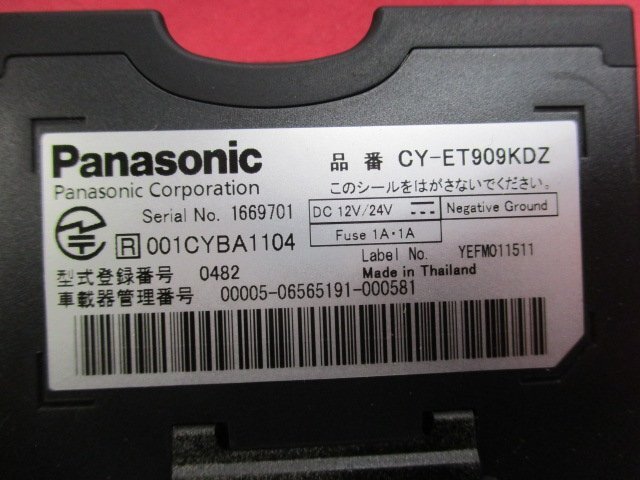 Panasonic
品番 CY-ET909KDZ
Panasonic Corporation
このシールをはがさないでください。
Serial No. 1669701
DC 12V/24V
Negative Ground
Fuse 1A・1A
R 001CYBA1104
Label No. YEFM011511
型式登録番号 0482
Made in Thailand
車載器管理番号 00005-06565191-000581